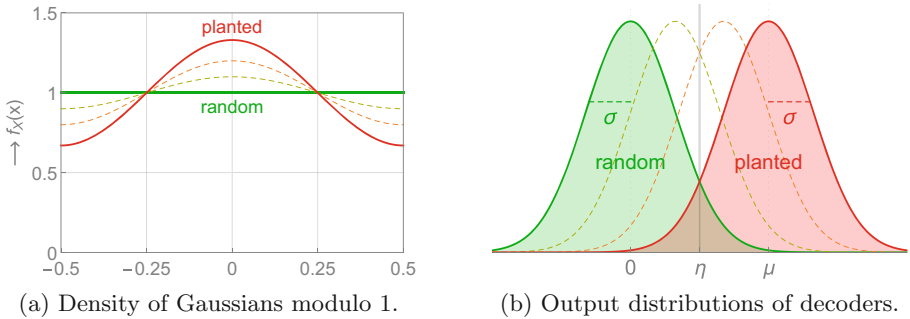 1.5
1
0.5
0
→ f_X(x)
planted
random
−0.5
−0.25
0
0.25
0.5
(a) Density of Gaussians modulo 1.
σ
σ
random
planted
0
η
μ
(b) Output distributions of decoders.